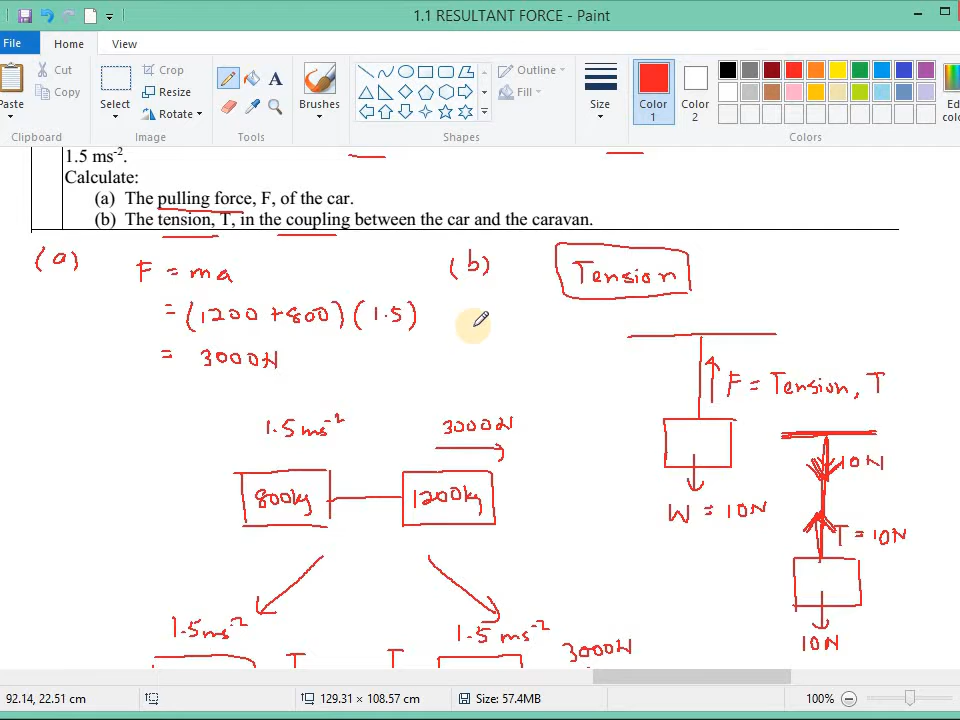 1.1 RESULTANT FORCE - Paint
File Home View
Paste
Cut
Copy
Clipboard
Select
Crop
Resize
Rotate
Image
A
Tools
Brushes
Outline
Fill
Shapes
Size
Color 1
Color 2
Colors
Ed
colo
1.5 ms⁻².
Calculate:
(a) The pulling force, F, of the car.
(b) The tension, T, in the coupling between the car and the caravan.
(a)
F = ma
= (1200 + 800)(1.5)
= 3000N
(b)
Tension
F = Tension, T
W = 10N
10N
T = 10N
10N
1.5 ms⁻²
3000N
800kg
1200kg
1.5 ms⁻²
T
T
1.5 ms⁻²
3000N
92.14, 22.51 cm
129.31 × 108.57 cm
Size: 57.4MB
100%